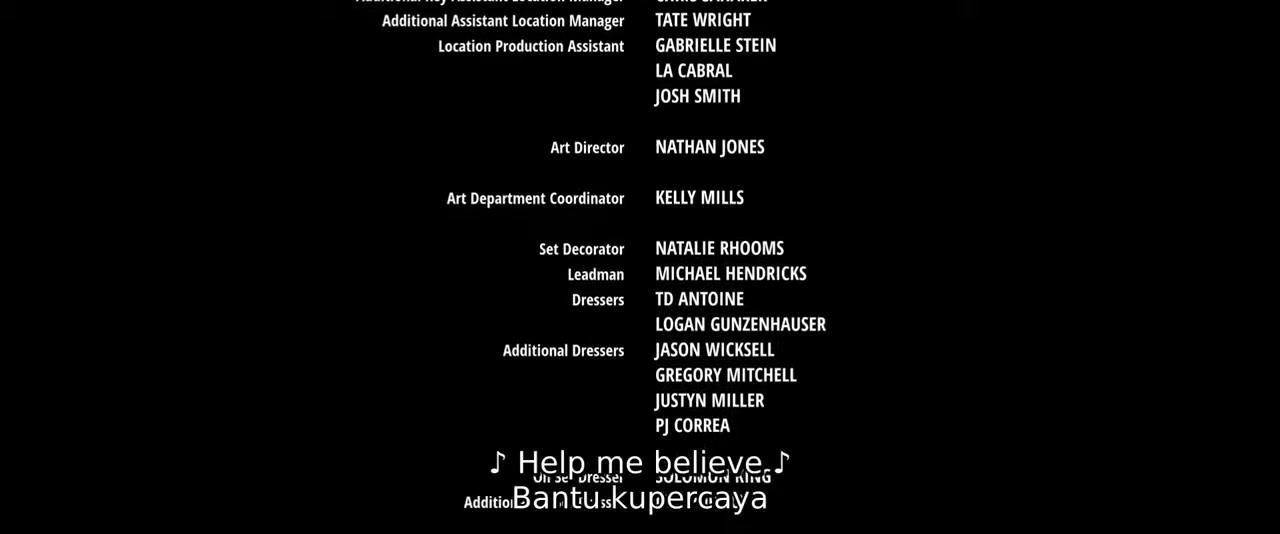 Additional Assistant Location Manager TATE WRIGHT
Location Production Assistant GABRIELLE STEIN
LA CABRAL
JOSH SMITH
Art Director NATHAN JONES
Art Department Coordinator KELLY MILLS
Set Decorator NATALIE RHOOMS
Leadman MICHAEL HENDRICKS
Dressers TD ANTOINE
LOGAN GUNZENHAUSER
Additional Dressers JASON WICKSELL
GREGORY MITCHELL
JUSTYN MILLER
PJ CORREA
♪ Help me believe ♪
SOLOMON KING
Bantu kupercaya